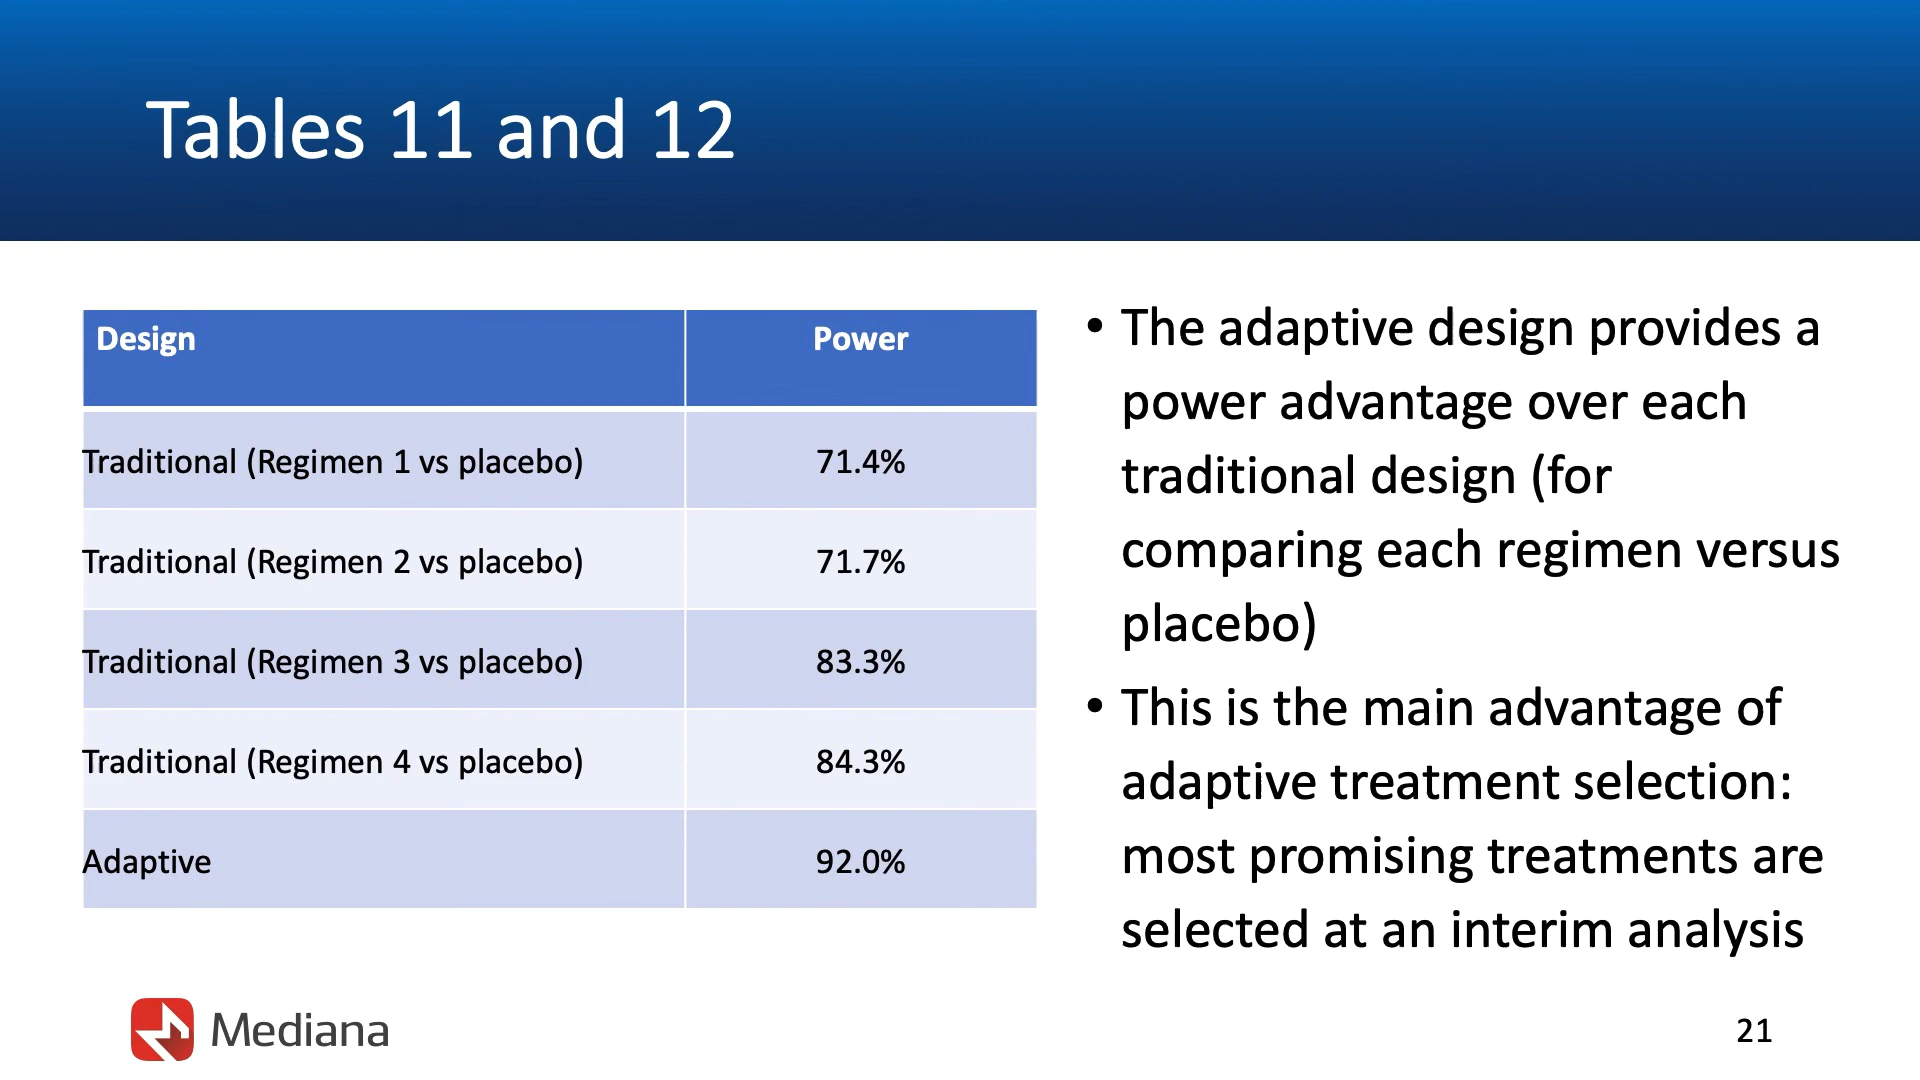 Tables 11 and 12
Design Power
Traditional (Regimen 1 vs placebo) 71.4%
Traditional (Regimen 2 vs placebo) 71.7%
Traditional (Regimen 3 vs placebo) 83.3%
Traditional (Regimen 4 vs placebo) 84.3%
Adaptive 92.0%
• The adaptive design provides a
power advantage over each
traditional design (for
comparing each regimen versus
placebo)
• This is the main advantage of
adaptive treatment selection:
most promising treatments are
selected at an interim analysis
Mediana
21